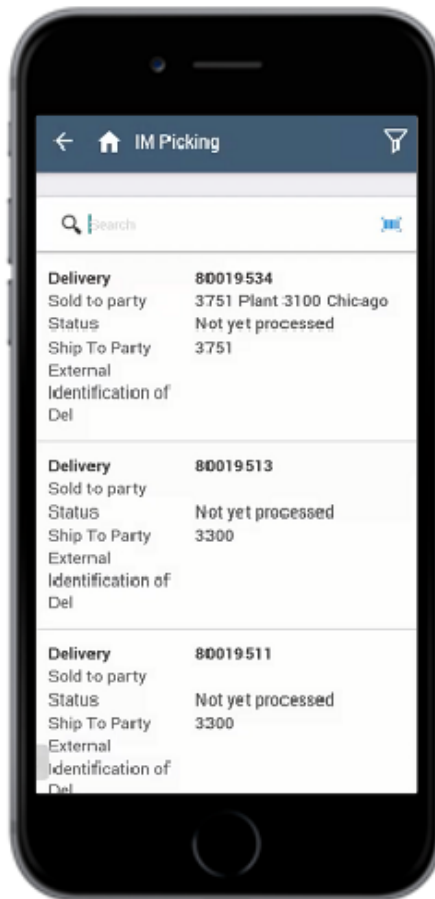 IM Picking
Search
Delivery 80019534
Sold to party 3751 Plant 3100 Chicago
Status Not yet processed
Ship To Party 3751
External
Identification of
Del
Delivery 80019513
Sold to party
Status Not yet processed
Ship To Party 3300
External
Identification of
Del
Delivery 80019511
Sold to party
Status Not yet processed
Ship To Party 3300
External
Identification of
Del